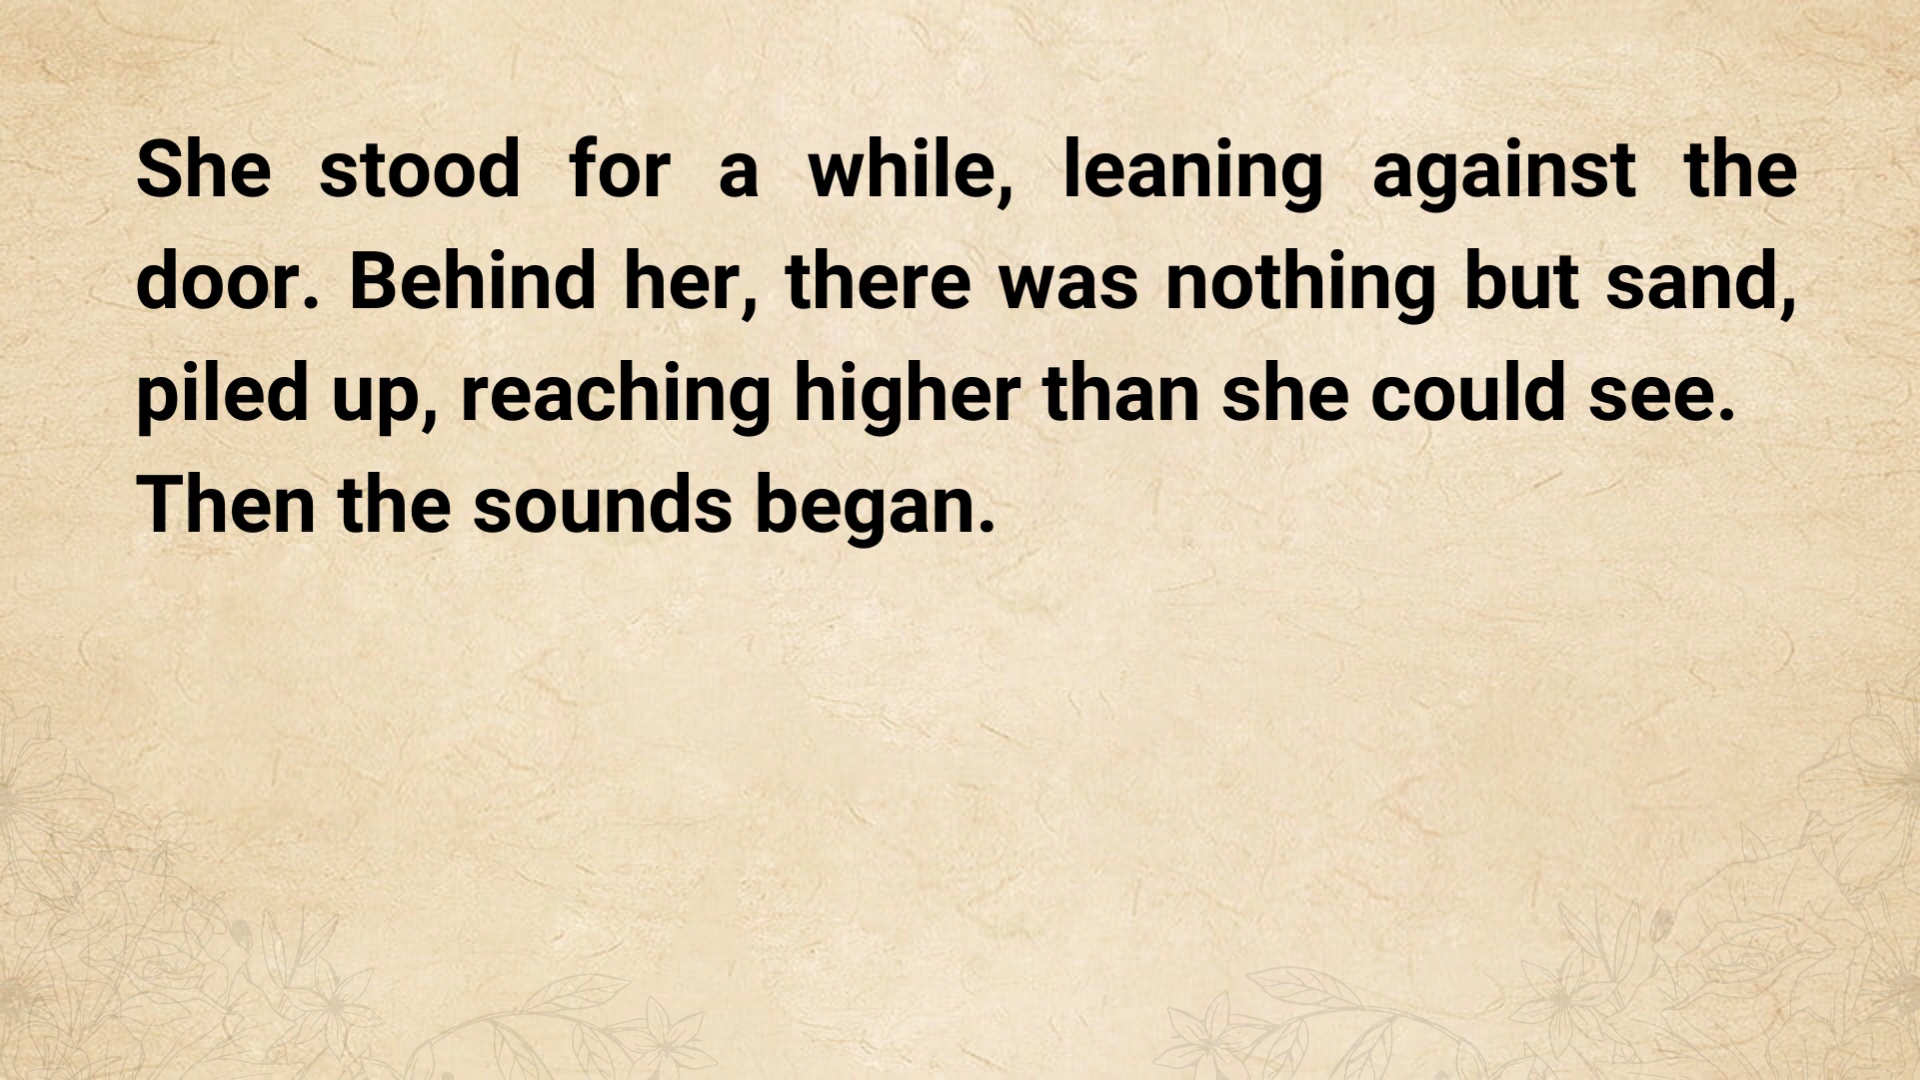 She stood for a while, leaning against the
door. Behind her, there was nothing but sand,
piled up, reaching higher than she could see.
Then the sounds began.